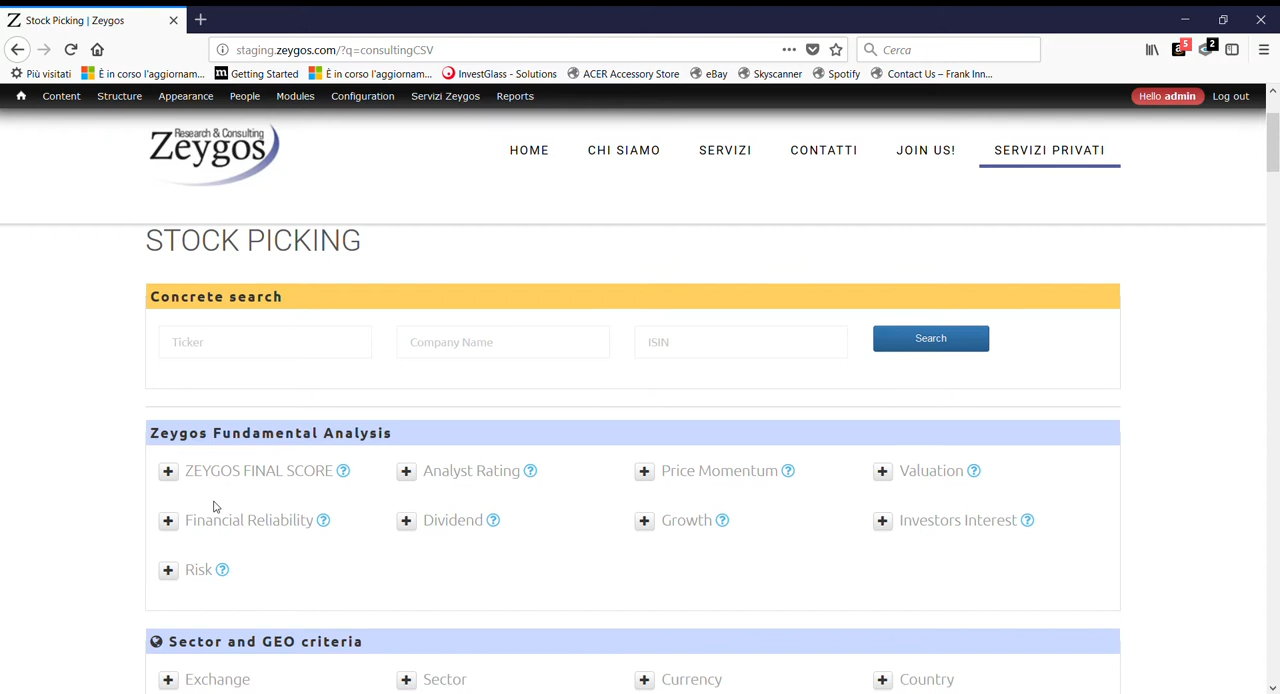 Stock Picking | Zeygos
staging.zeygos.com/?q=consultingCSV
Cerca
5
2
Più visitati È in corso l'aggiornam... Getting Started È in corso l'aggiornam... InvestGlass - Solutions ACER Accessory Store eBay Skyscanner Spotify Contact Us – Frank Inn...
Content Structure Appearance People Modules Configuration Servizi Zeygos Reports Hello admin Log out
Research & Consulting
Zeygos
HOME CHI SIAMO SERVIZI CONTATTI JOIN US! SERVIZI PRIVATI
STOCK PICKING
Concrete search
Ticker Company Name ISIN Search
Zeygos Fundamental Analysis
ZEYGOS FINAL SCORE Analyst Rating Price Momentum Valuation
Financial Reliability Dividend Growth Investors Interest
Risk
Sector and GEO criteria
Exchange Sector Currency Country